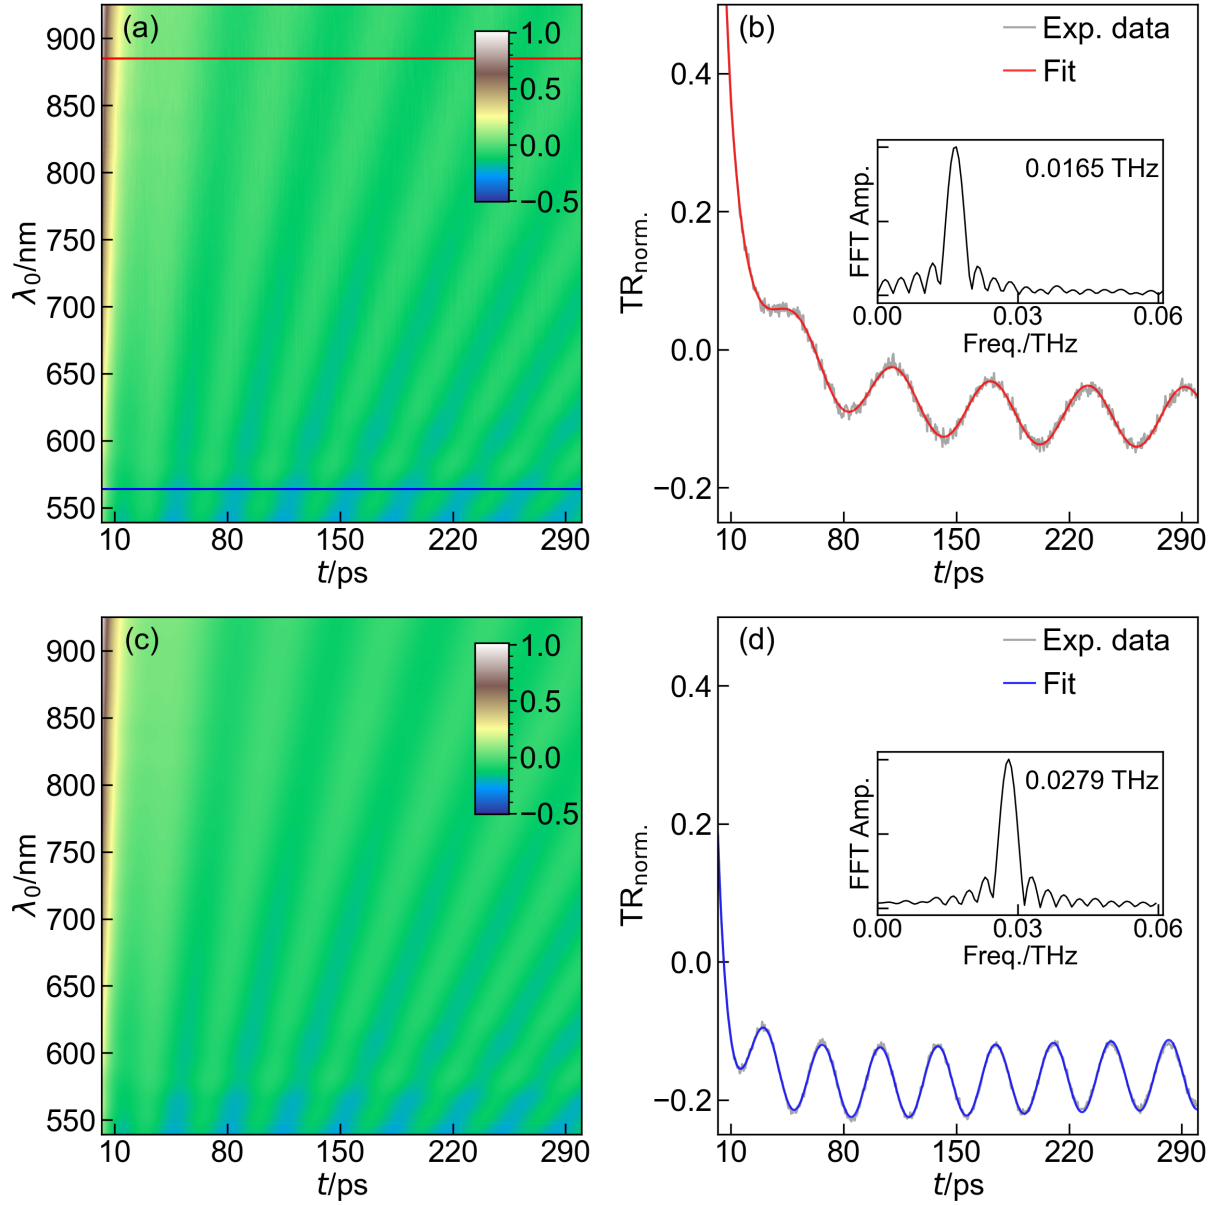 (a)
900
850
800
750
700
650
600
550
λ0/nm
1.0
0.5
0.0
−0.5
10 80 150 220 290
t/ps
(b)
Exp. data
Fit
0.4
0.2
0.0
−0.2
TRnorm.
0.0165 THz
FFT Amp.
0.00 0.03 0.06
Freq./THz
10 80 150 220 290
t/ps
(c)
900
850
800
750
700
650
600
550
λ0/nm
1.0
0.5
0.0
−0.5
10 80 150 220 290
t/ps
(d)
Exp. data
Fit
0.4
0.2
0.0
−0.2
TRnorm.
0.0279 THz
FFT Amp.
0.00 0.03 0.06
Freq./THz
10 80 150 220 290
t/ps